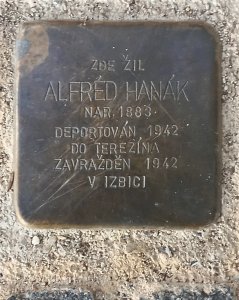 ZDE ŽIL
ALFRÉD HANÁK
NAR. 1883
DEPORTOVÁN 1942
DO TEREZÍNA
ZAVRAŽDĚN 1942
V IZBICI